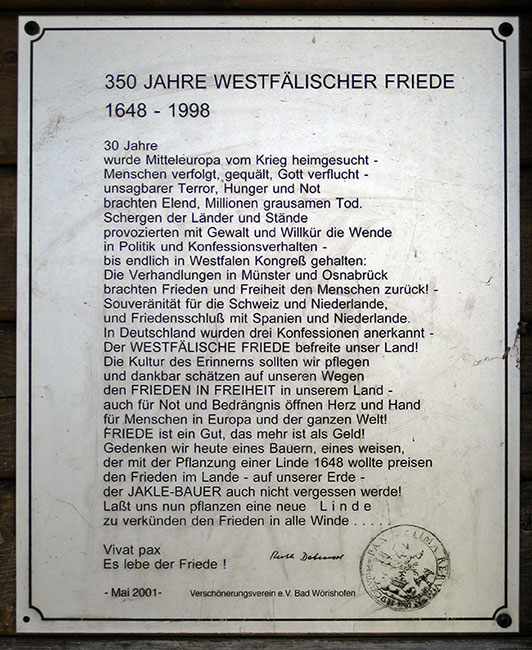 350 JAHRE WESTFÄLISCHER FRIEDE
1648 - 1998
30 Jahre
wurde Mitteleuropa vom Krieg heimgesucht -
Menschen verfolgt, gequält, Gott verflucht -
unsagbarer Terror, Hunger und Not
brachten Elend, Millionen grausamen Tod.
Schergen der Länder und Stände
provozierten mit Gewalt und Willkür die Wende
in Politik und Konfessionsverhalten -
bis endlich in Westfalen Kongreß gehalten:
Die Verhandlungen in Münster und Osnabrück
brachten Frieden und Freiheit den Menschen zurück! -
Souveränität für die Schweiz und Niederlande,
und Friedensschluß mit Spanien und Niederlande.
In Deutschland wurden drei Konfessionen anerkannt -
Der WESTFÄLISCHE FRIEDE befreite unser Land!
Die Kultur des Erinnerns sollten wir pflegen
und dankbar schätzen auf unseren Wegen
den FRIEDEN IN FREIHEIT in unserem Land -
auch für Not und Bedrängnis öffnen Herz und Hand
für Menschen in Europa und der ganzen Welt!
FRIEDE ist ein Gut, das mehr ist als Geld!
Gedenken wir heute eines Bauern, eines weisen,
der mit der Pflanzung einer Linde 1648 wollte preisen
den Frieden im Lande - auf unserer Erde -
der JAKLE-BAUER auch nicht vergessen werde!
Laßt uns nun pflanzen eine neue L i n d e
zu verkünden den Frieden in alle Winde . . . . .
Vivat pax
Es lebe der Friede !
- Mai 2001- Verschönerungsverein e.V. Bad Wörishofen